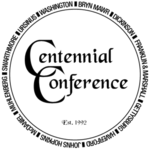 URSINUS ■ WASHINGTON ■ BRYN MAWR ■ DICKINSON ■ FRANKLIN & MARSHALL ■ GETTYSBURG ■ HAVERFORD ■ JOHNS HOPKINS ■ McDANIEL ■ MUHLENBERG ■ SWARTHMORE ■
Centennial
Conference
Est. 1992